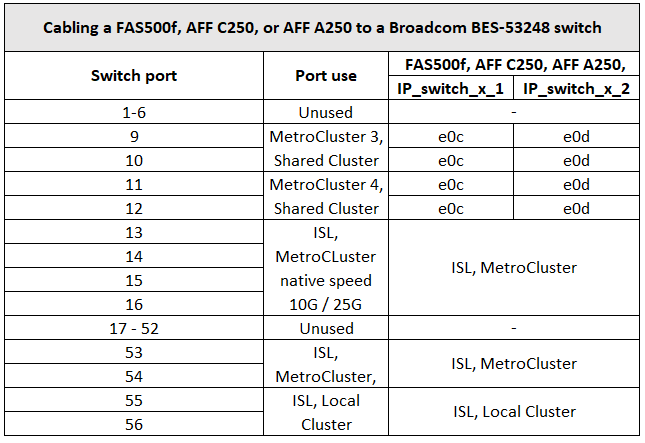 Cabling a FAS500f, AFF C250, or AFF A250 to a Broadcom BES-53248 switch
Switch port
Port use
FAS500f, AFF C250, AFF A250,
IP_switch_x_1
IP_switch_x_2
1-6
Unused
-
9
MetroCluster 3,
e0c
e0d
10
Shared Cluster
e0c
e0d
11
MetroCluster 4,
e0c
e0d
12
Shared Cluster
e0c
e0d
13
ISL,
14
MetroCLuster
ISL, MetroCluster
15
native speed
16
10G / 25G
17 - 52
Unused
-
53
ISL,
ISL, MetroCluster
54
MetroCluster,
55
ISL, Local
ISL, Local Cluster
56
Cluster